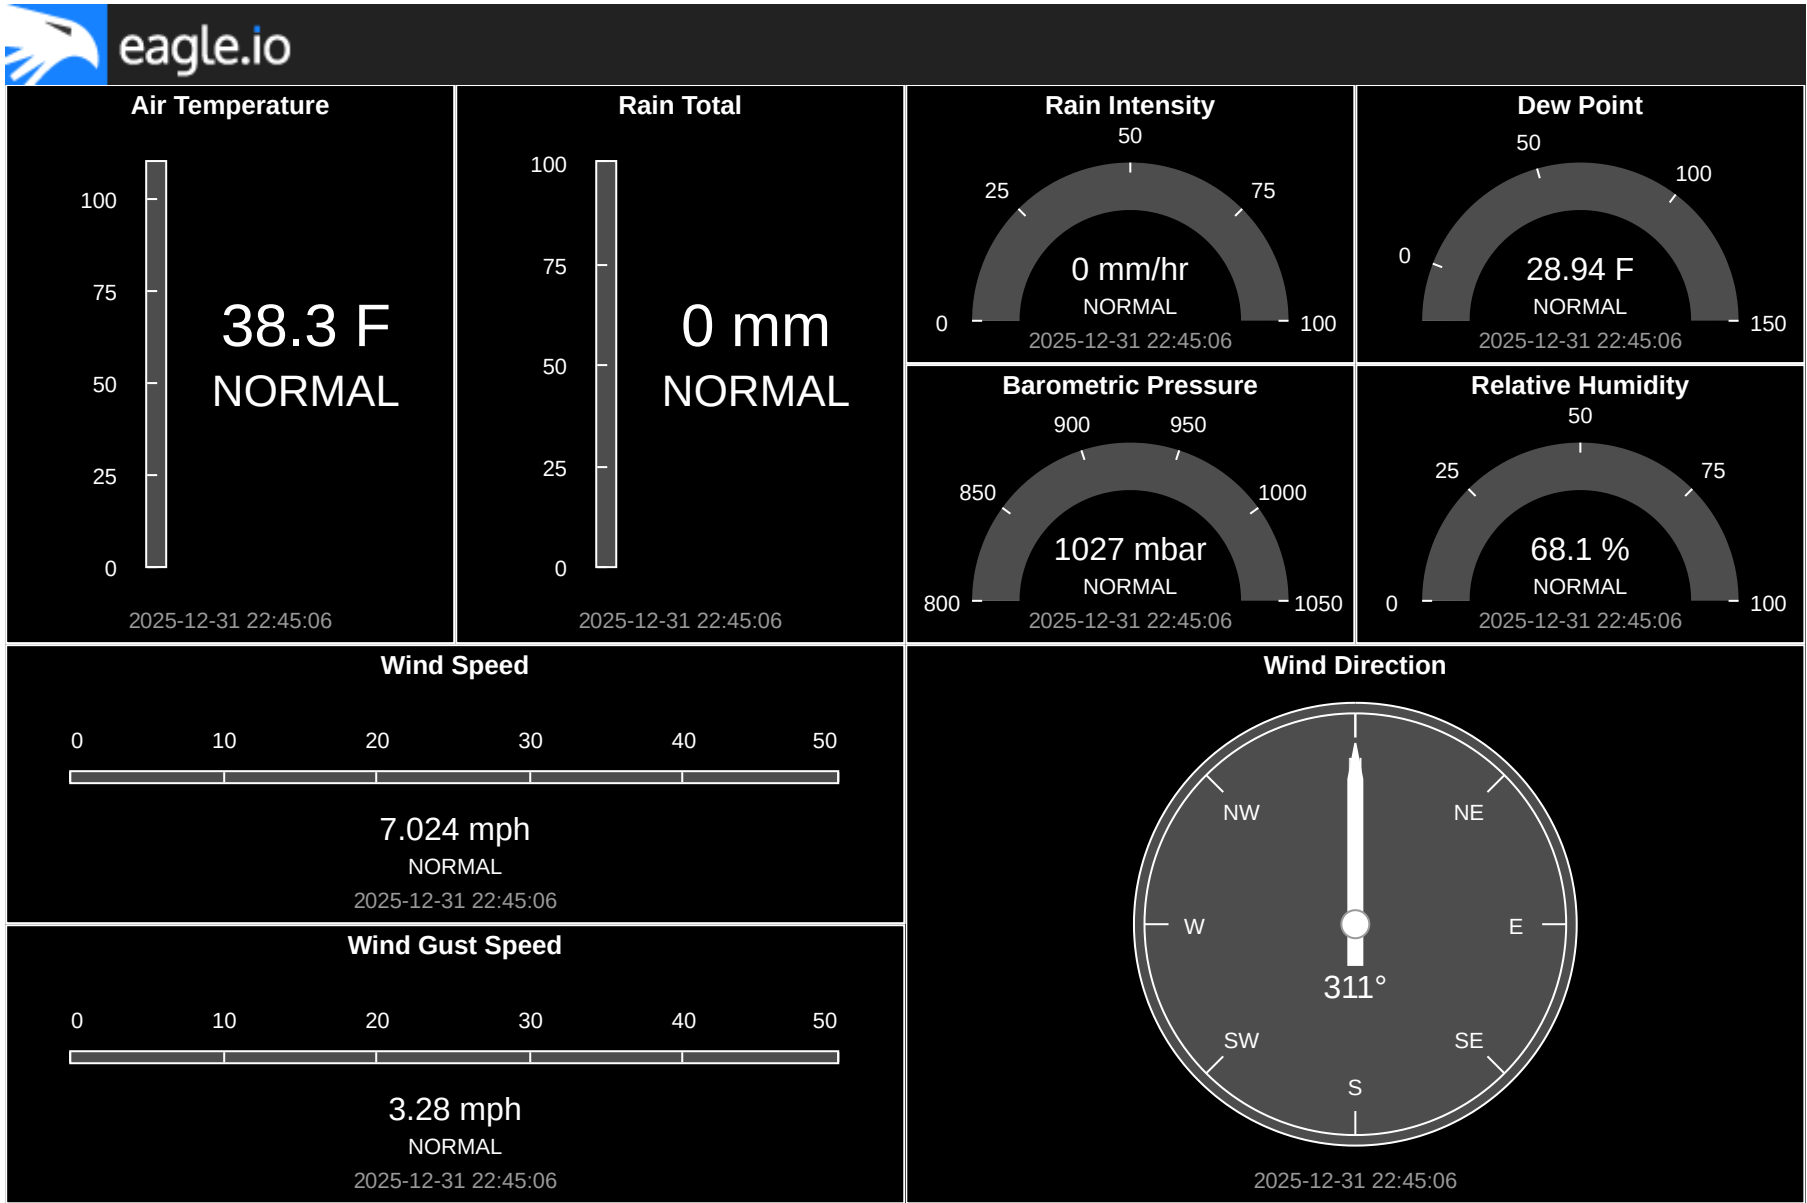 eagle.io
Air Temperature
100
75
50
25
0
38.3 F
NORMAL
2025-12-31 22:45:06
Rain Total
100
75
50
25
0
0 mm
NORMAL
2025-12-31 22:45:06
Rain Intensity
0
25
50
75
100
0 mm/hr
NORMAL
2025-12-31 22:45:06
Dew Point
0
50
100
150
28.94 F
NORMAL
2025-12-31 22:45:06
Barometric Pressure
800
850
900
950
1000
1050
1027 mbar
NORMAL
2025-12-31 22:45:06
Relative Humidity
0
25
50
75
100
68.1 %
NORMAL
2025-12-31 22:45:06
Wind Speed
0 10 20 30 40 50
7.024 mph
NORMAL
2025-12-31 22:45:06
Wind Gust Speed
0 10 20 30 40 50
3.28 mph
NORMAL
2025-12-31 22:45:06
Wind Direction
NW NE
W E
311°
SW SE
S
2025-12-31 22:45:06